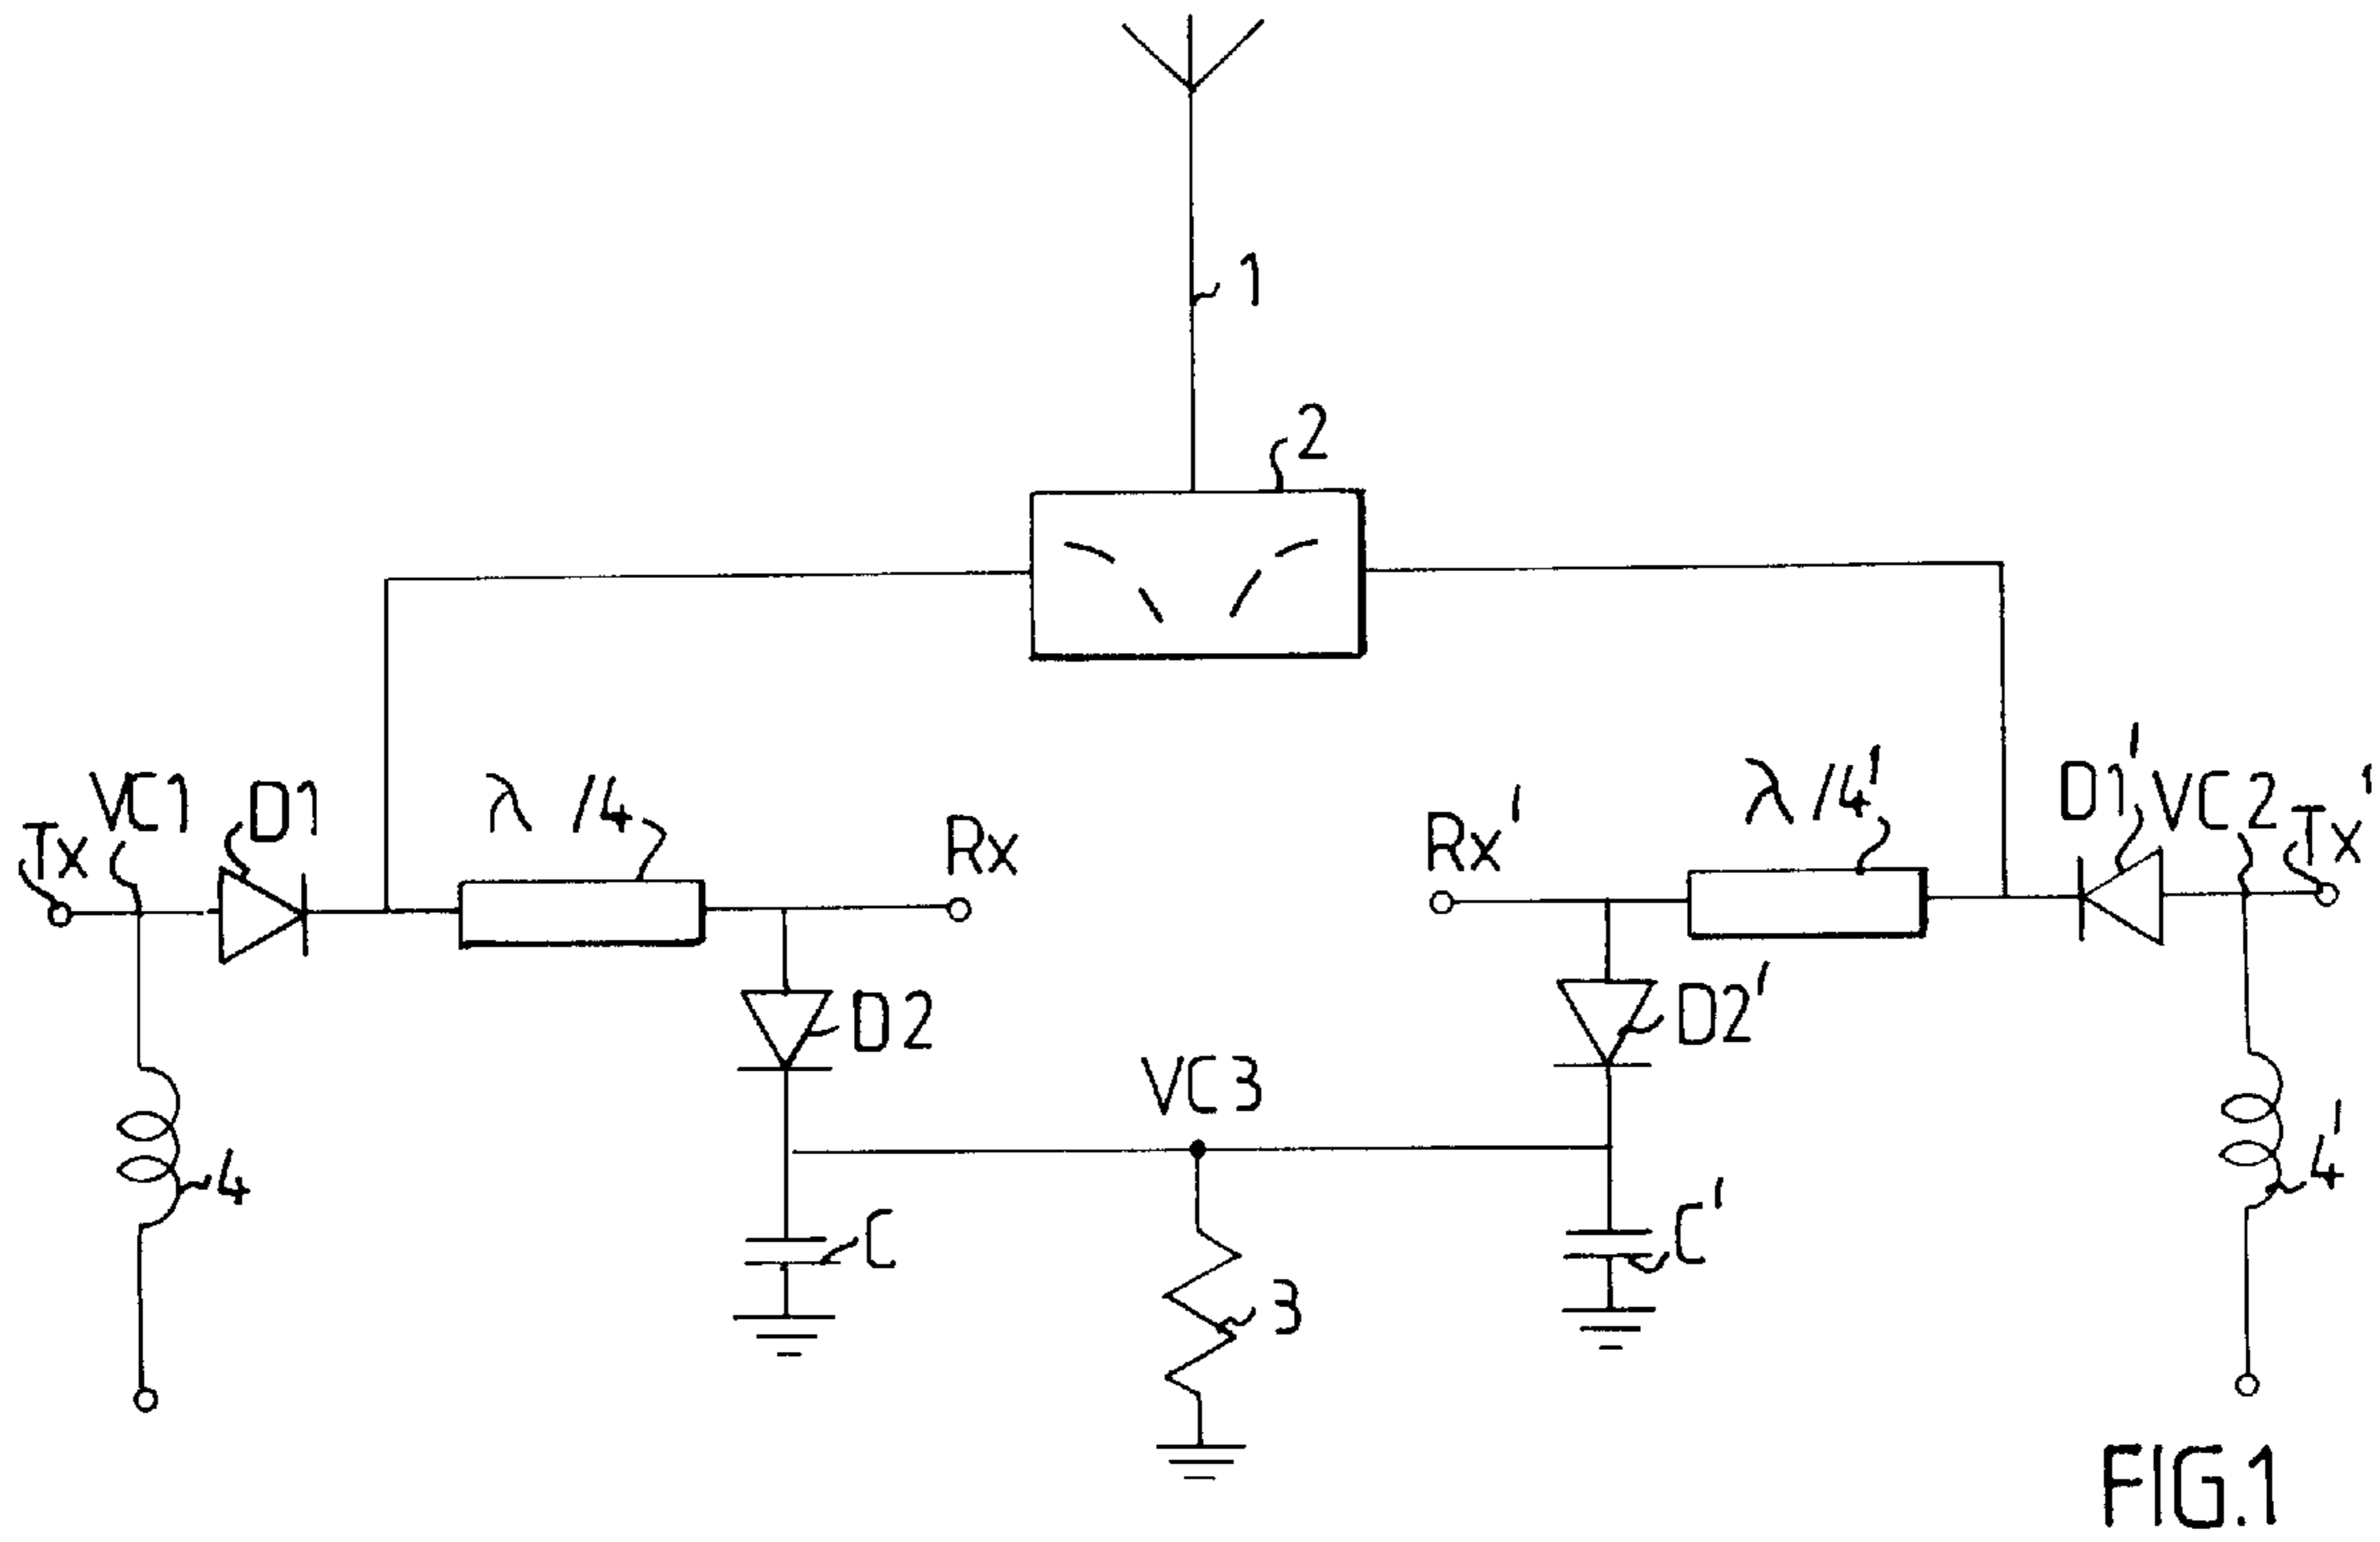 1
2
VC1
D1
λ/4
Tx
Rx
Rx'
λ/4'
D1'
VC2
Tx'
D2
D2'
VC3
4
4'
C
C'
3
FIG.1